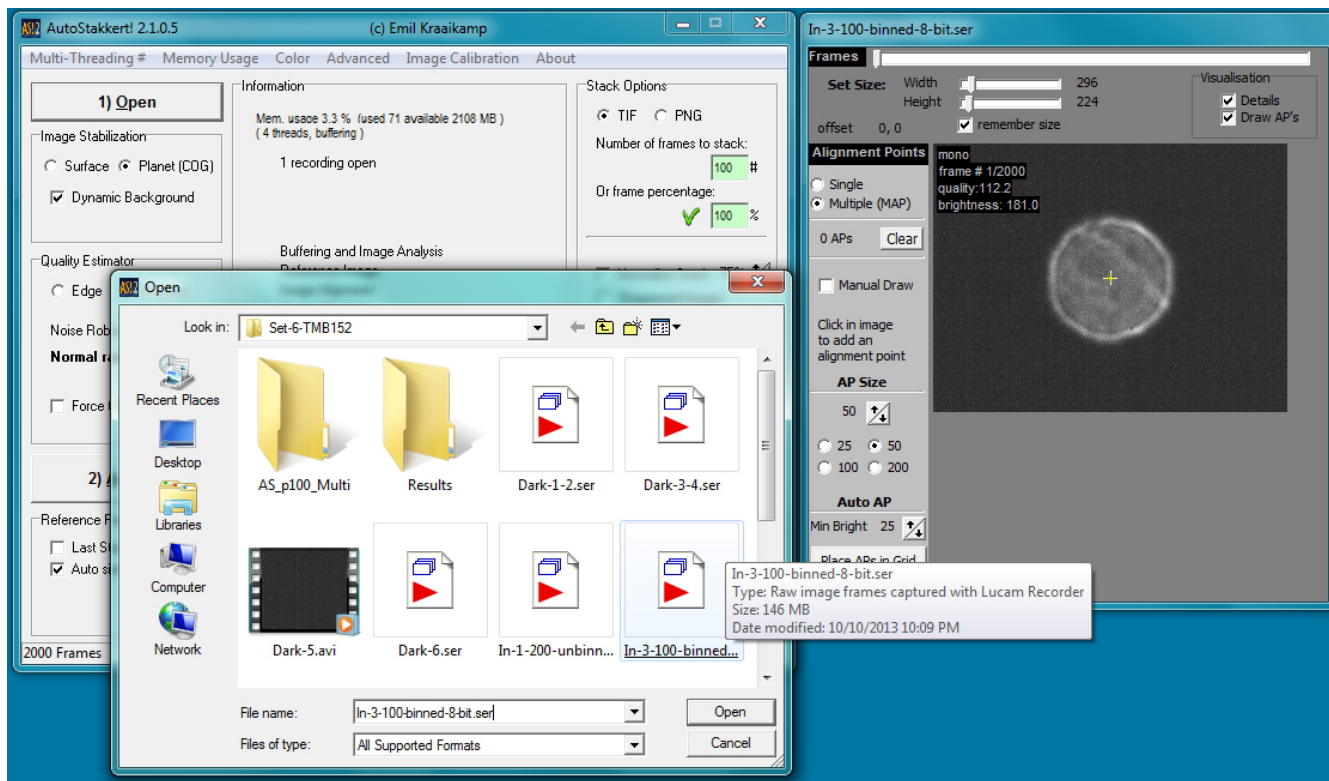 AutoStakkert! 2.1.0.5 (c) Emil Kraaikamp
Multi-Threading # Memory Usage Color Advanced Image Calibration About
1) Open
Image Stabilization
Surface Planet (COG)
Dynamic Background
Quality Estimator
Edge
Normal
Force
2)
Last
Auto
2000 Frames
Information
Mem. usage 3.3 % (used 71 available 2108 MB )
( 4 threads, buffering )
1 recording open
Buffering and Image Analysis
Reference Image
Image Alignment
Stack Options
TIF PNG
Number of frames to stack:
100 #
Or frame percentage:
100 %
AS!2 Open
Look in: Set-6-TMB152
Recent Places
Desktop
Libraries
Computer
Network
AS_p100_Multi Results Dark-1-2.ser Dark-3-4.ser
Dark-5.avi Dark-6.ser In-1-200-unbinn... In-3-100-binned...
File name: In-3-100-binned-8-bit.ser Open
Files of type: All Supported Formats Cancel
In-3-100-binned-8-bit.ser
Type: Raw image frames captured with Lucam Recorder
Size: 146 MB
Date modified: 10/10/2013 10:09 PM
In-3-100-binned-8-bit.ser
Frames
Set Size: Width 296
Height 224
offset 0, 0 remember size
Visualisation
Details
Draw AP's
Alignment Points
Single
Multiple (MAP)
0 APs Clear
Manual Draw
Click in image
to add an
alignment point
AP Size
50
25 50
100 200
Auto AP
Min Bright 25
Place APs in Grid
mono
frame # 1/2000
quality:112.2
brightness: 181.0